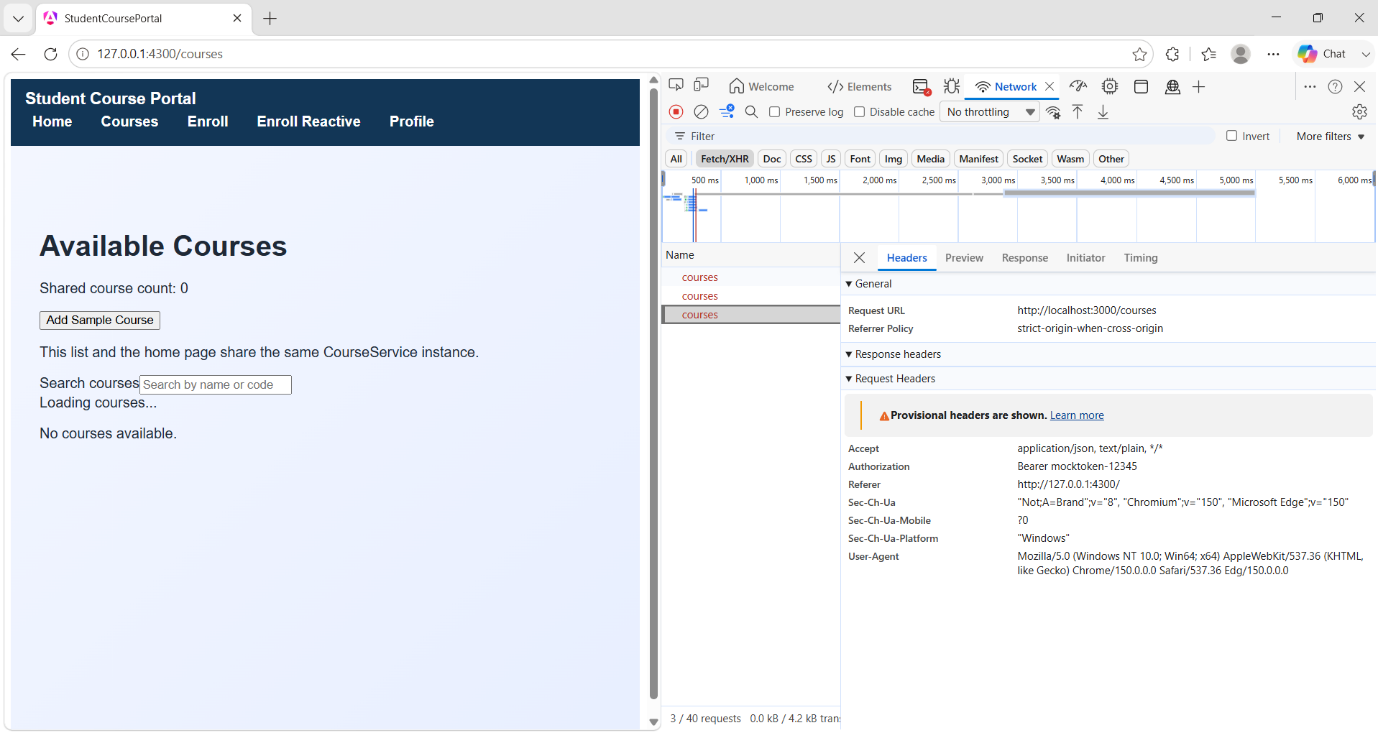 StudentCoursePortal
127.0.0.1:4300/courses
Chat
Student Course Portal
Home Courses Enroll Enroll Reactive Profile
Available Courses
Shared course count: 0
Add Sample Course
This list and the home page share the same CourseService instance.
Search courses Search by name or code
Loading courses...
No courses available.
Welcome Elements Network
Preserve log Disable cache No throttling
Filter Invert More filters
All Fetch/XHR Doc CSS JS Font Img Media Manifest Socket Wasm Other
500 ms 1,000 ms 1,500 ms 2,000 ms 2,500 ms 3,000 ms 3,500 ms 4,000 ms 4,500 ms 5,000 ms 5,500 ms 6,000 ms
Name
courses
courses
courses
3 / 40 requests 0.0 kB / 4.2 kB tran
Headers Preview Response Initiator Timing
General
Request URL http://localhost:3000/courses
Referrer Policy strict-origin-when-cross-origin
Response headers
Request Headers
Provisional headers are shown. Learn more
Accept application/json, text/plain, */*
Authorization Bearer mocktoken-12345
Referer http://127.0.0.1:4300/
Sec-Ch-Ua "Not;A=Brand";v="8", "Chromium";v="150", "Microsoft Edge";v="150"
Sec-Ch-Ua-Mobile ?0
Sec-Ch-Ua-Platform "Windows"
User-Agent Mozilla/5.0 (Windows NT 10.0; Win64; x64) AppleWebKit/537.36 (KHTML,
like Gecko) Chrome/150.0.0.0 Safari/537.36 Edg/150.0.0.0